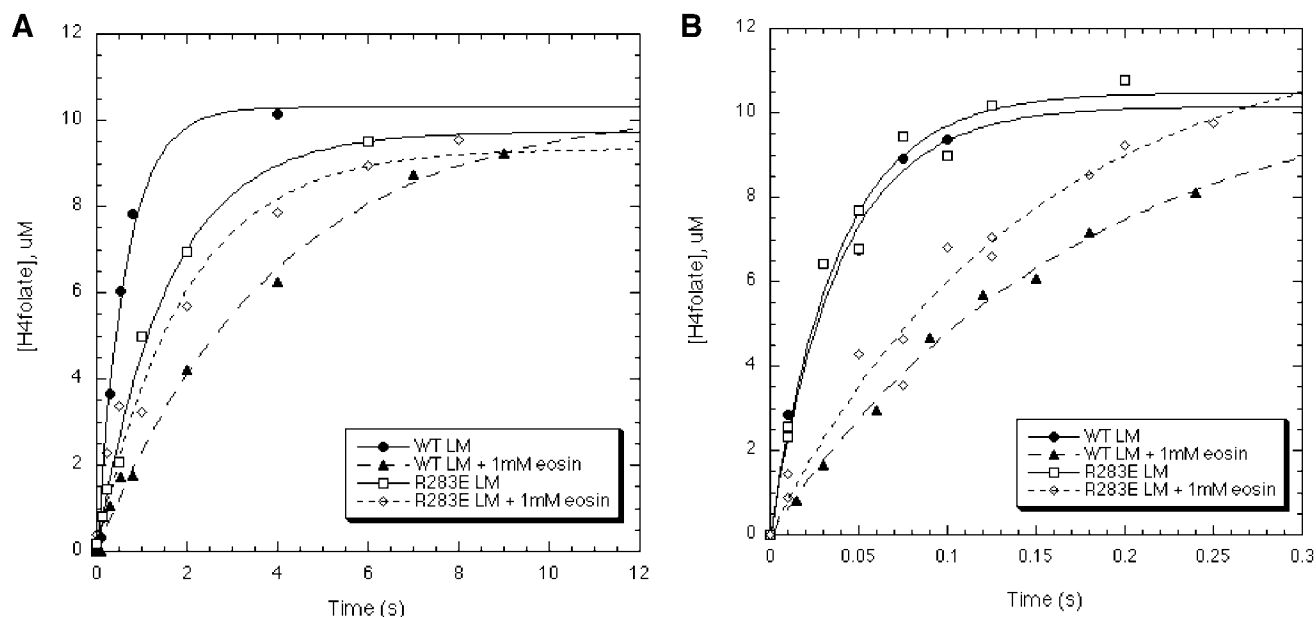 A
12
10
8
6
4
2
0
[H4folate], uM
0 2 4 6 8 10 12
Time (s)
WT LM
WT LM + 1mM eosin
R283E LM
R283E LM + 1mM eosin
B
12
10
8
6
4
2
0
[H4folate], uM
0 0.05 0.1 0.15 0.2 0.25 0.3
Time (s)
WT LM
WT LM + 1mM eosin
R283E LM
R283E LM + 1mM eosin